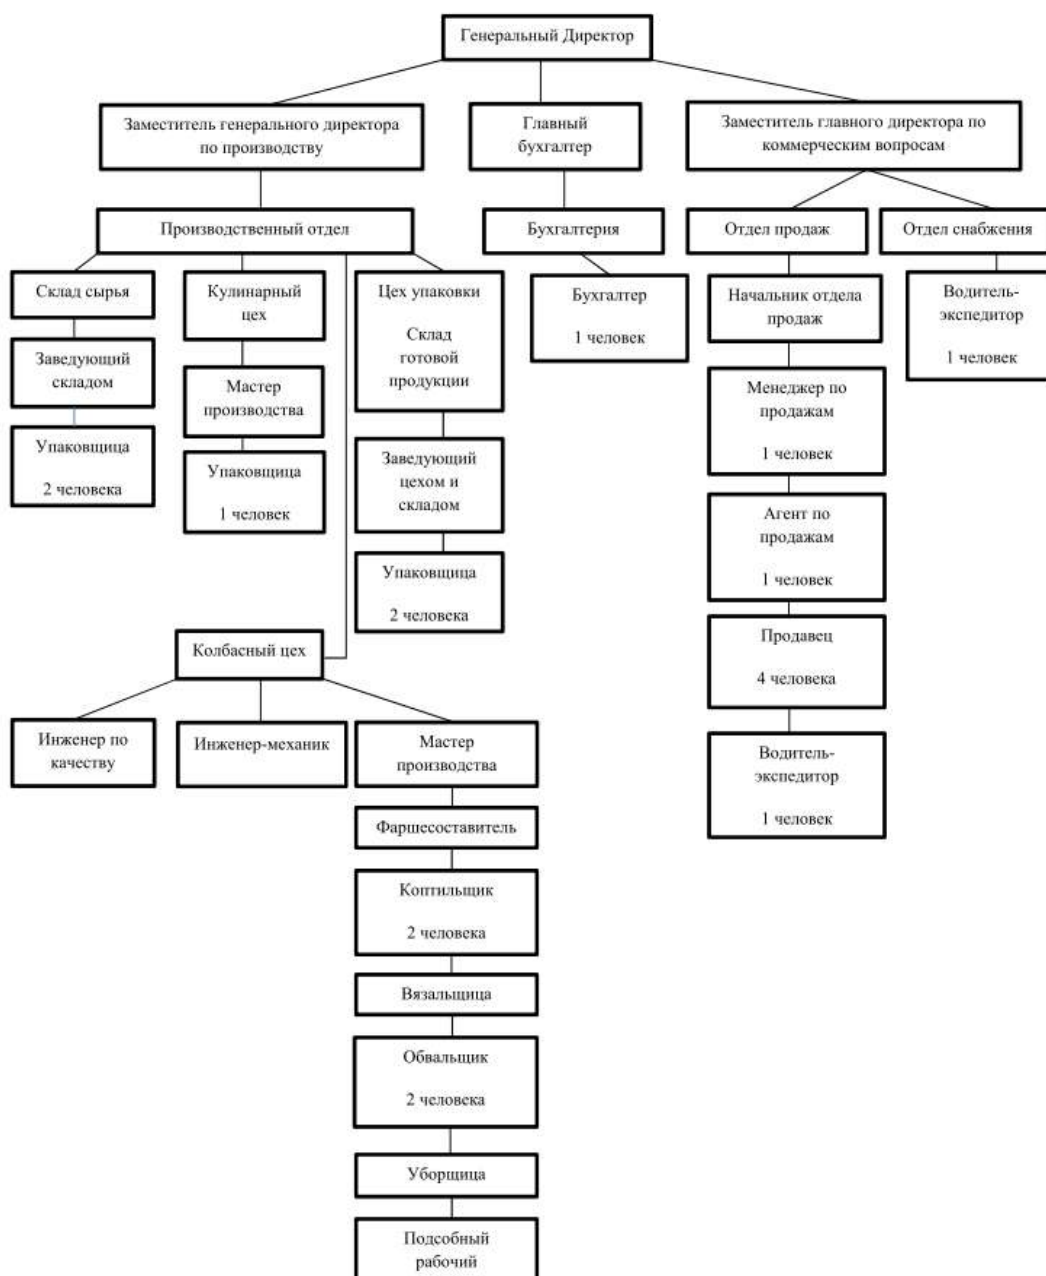 Генеральный Директор
Заместитель генерального директора
по производству
Главный
бухгалтер
Заместитель главного директора по
коммерческим вопросам
Производственный отдел
Бухгалтерия
Отдел продаж
Отдел снабжения
Склад сырья
Заведующий
складом
Упаковщица
2 человека
Кулинарный
цех
Мастер
производства
Упаковщица
1 человек
Цех упаковки
Склад
готовой
продукции
Заведующий
цехом и
складом
Упаковщица
2 человека
Бухгалтер
1 человек
Начальник отдела
продаж
Менеджер по
продажам
1 человек
Агент по
продажам
1 человек
Продавец
4 человека
Водитель-
экспедитор
1 человек
Водитель-
экспедитор
1 человек
Колбасный цех
Инженер по
качеству
Инженер-механик
Мастер
производства
Фаршесоставитель
Коптильщик
2 человека
Вязальщица
Обвальщик
2 человека
Уборщица
Подсобный
рабочий